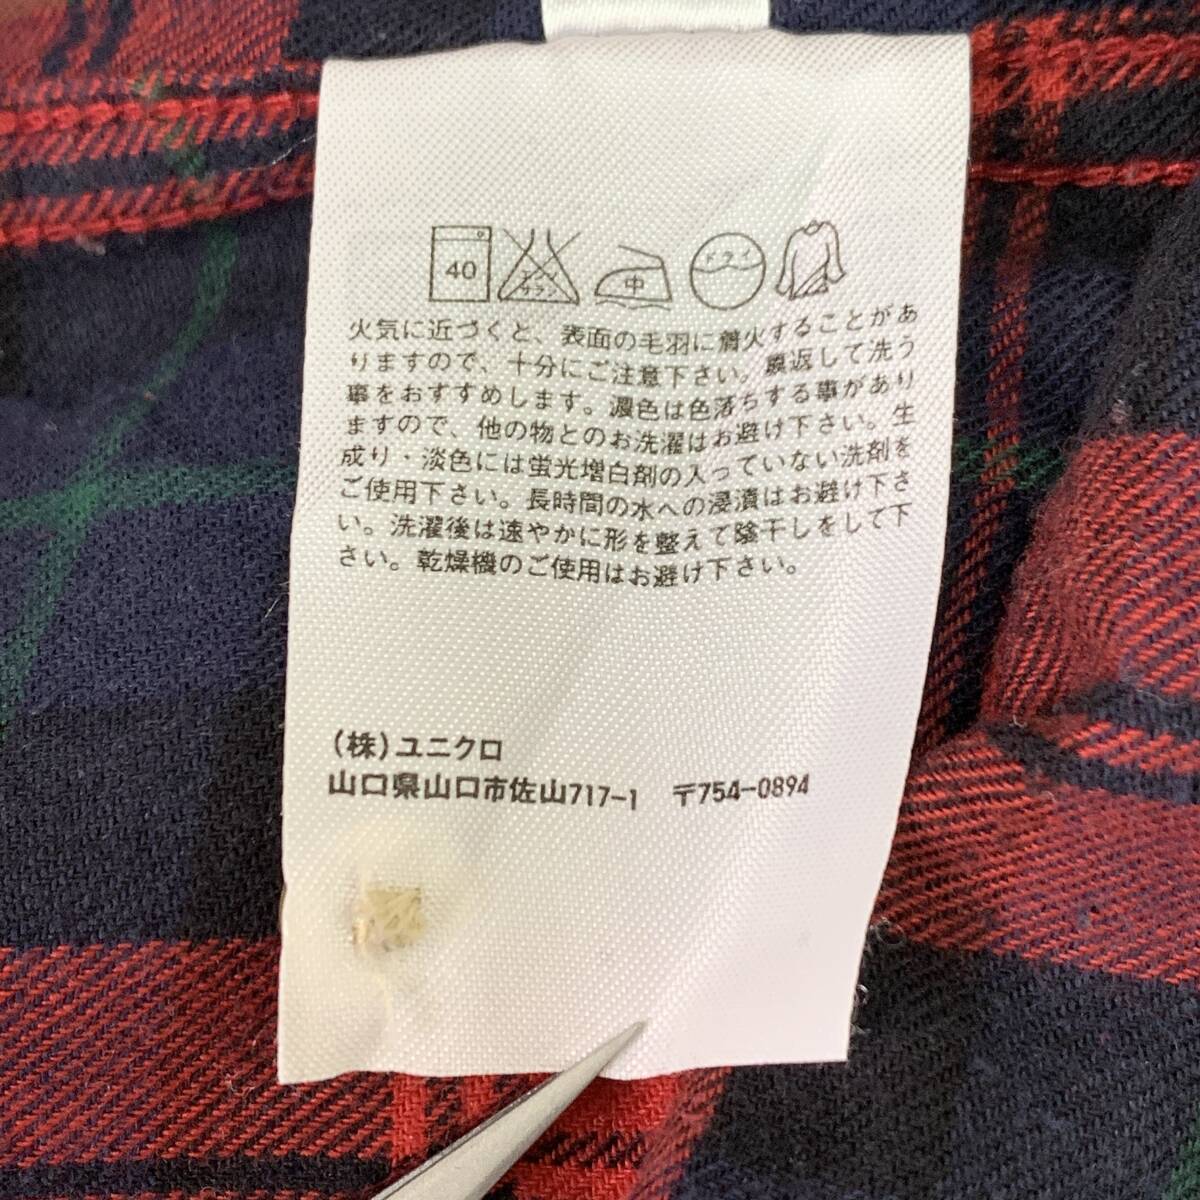 40
エンソ
サラシ
中
ドライ
火気に近づくと、表面の毛羽に着火することがあ
りますので、十分にご注意下さい。裏返して洗う
事をおすすめします。濃色は色落ちする事があり
ますので、他の物とのお洗濯はお避け下さい。生
成り・淡色には蛍光増白剤の入っていない洗剤を
ご使用下さい。長時間の水への浸漬はお避け下さ
い。洗濯後は速やかに形を整えて陰干しをして下
さい。乾燥機のご使用はお避け下さい。
(株)ユニクロ
山口県山口市佐山717-1 〒754-0894